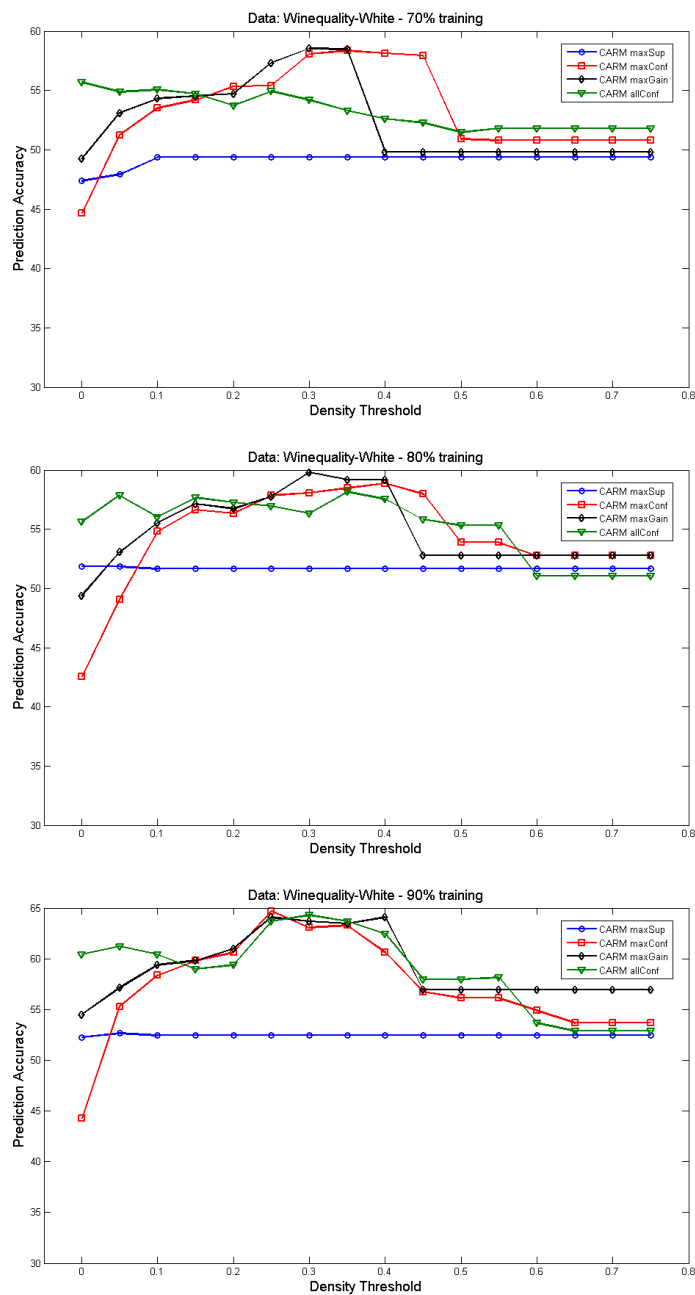 Data: Winequality-White - 70% training
60
55
50
45
40
35
30
Prediction Accuracy
CARM maxSup
CARM maxConf
CARM maxGain
CARM allConf
0 0.1 0.2 0.3 0.4 0.5 0.6 0.7 0.8
Density Threshold
Data: Winequality-White - 80% training
60
55
50
45
40
35
30
Prediction Accuracy
CARM maxSup
CARM maxConf
CARM maxGain
CARM allConf
0 0.1 0.2 0.3 0.4 0.5 0.6 0.7 0.8
Density Threshold
Data: Winequality-White - 90% training
65
60
55
50
45
40
35
30
Prediction Accuracy
CARM maxSup
CARM maxConf
CARM maxGain
CARM allConf
0 0.1 0.2 0.3 0.4 0.5 0.6 0.7 0.8
Density Threshold